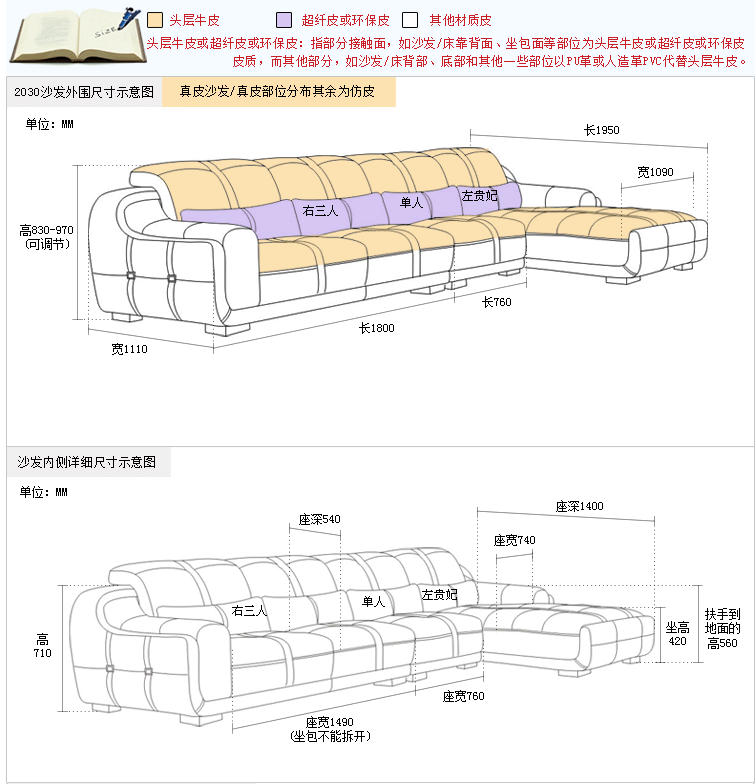 SIZE
头层牛皮 超纤皮或环保皮 其他材质皮
头层牛皮或超纤皮或环保皮：指部分接触面，如沙发/床靠背面、坐包面等部位为头层牛皮或超纤皮或环保皮
皮质，而其他部分，如沙发/床背部、底部和其他一些部位以PU革或人造革PVC代替头层牛皮。
2030沙发外围尺寸示意图 真皮沙发/真皮部位分布其余为仿皮
单位：MM
长1950
宽1090
左贵妃
单人
右三人
高830-970
(可调节)
长760
长1800
宽1110
沙发内侧详细尺寸示意图
单位：MM
座深1400
座深540
座宽740
左贵妃
单人
右三人
扶手到
地面的
高560
坐高
420
高
710
座宽760
座宽1490
(坐包不能拆开)